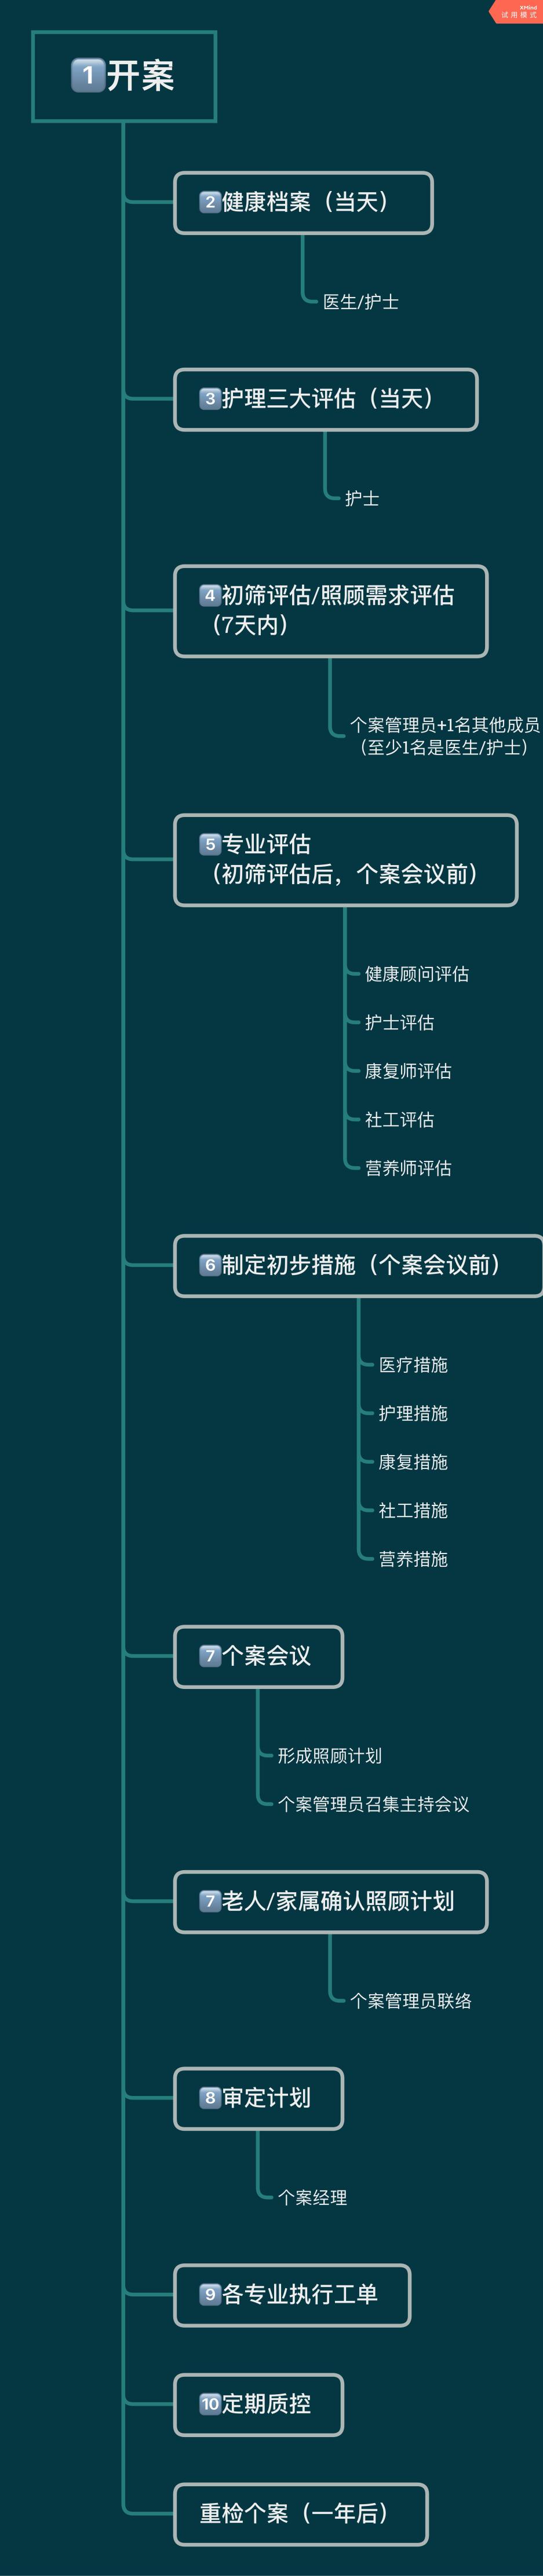 XMind
试用模式
1️⃣开案
2️⃣健康档案（当天）
医生/护士
3️⃣护理三大评估（当天）
护士
4️⃣初筛评估/照顾需求评估
（7天内）
个案管理员+1名其他成员
（至少1名是医生/护士）
5️⃣专业评估
（初筛评估后，个案会议前）
健康顾问评估
护士评估
康复师评估
社工评估
营养师评估
6️⃣制定初步措施（个案会议前）
医疗措施
护理措施
康复措施
社工措施
营养措施
7️⃣个案会议
形成照顾计划
个案管理员召集主持会议
7️⃣老人/家属确认照顾计划
个案管理员联络
8️⃣审定计划
个案经理
9️⃣各专业执行工单
🔟定期质控
重检个案（一年后）